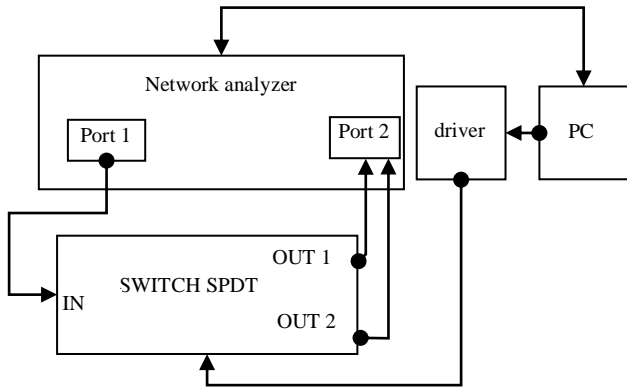 Network analyzer
Port 1
Port 2
driver
PC
OUT 1
SWITCH SPDT
IN
OUT 2